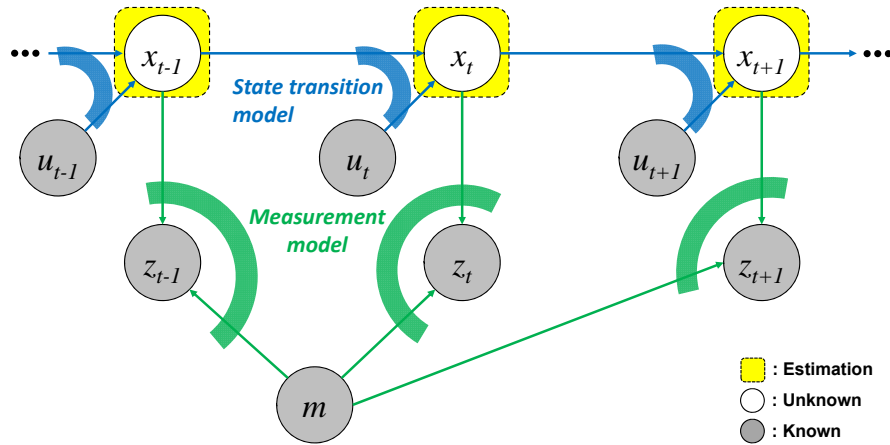 ••• x_{t-1} x_t x_{t+1} •••
State transition
model
u_{t-1} u_t u_{t+1}
Measurement
model
z_{t-1} z_t z_{t+1}
m
: Estimation
: Unknown
: Known